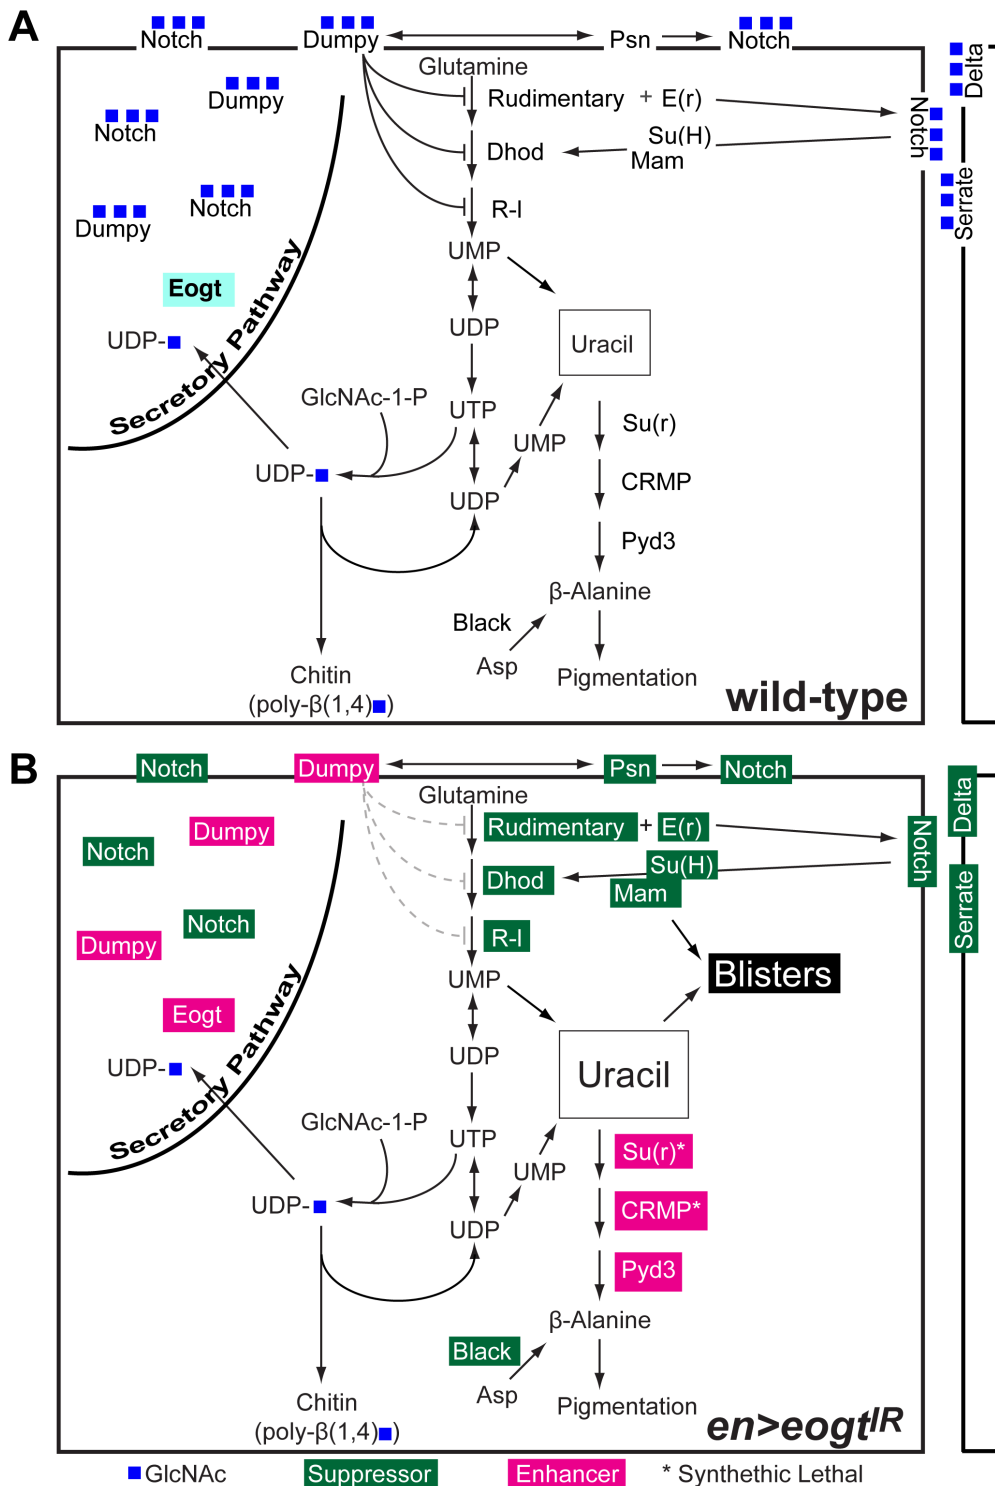 A
Notch
Dumpy
Psn
Notch
Glutamine
Delta
Dumpy
Rudimentary + E(r)
Notch
Notch
Su(H)
Dhod
Mam
Notch
R-I
Serrate
Dumpy
UMP
Eogt
Secretory Pathway
UDP-
UDP
Uracil
GlcNAc-1-P
UTP
Su(r)
UMP
UDP-
CRMP
UDP
Pyd3
β-Alanine
Black
Asp
Chitin
Pigmentation
(poly-β(1,4) )
wild-type
B
Notch
Dumpy
Psn
Notch
Glutamine
Delta
Dumpy
Rudimentary + E(r)
Notch
Notch
Su(H)
Dhod
Mam
Notch
R-I
Serrate
Dumpy
UMP
Blisters
Eogt
Secretory Pathway
UDP-
UDP
Uracil
GlcNAc-1-P
UTP
Su(r)*
UMP
UDP-
CRMP*
UDP
Pyd3
β-Alanine
Black
Asp
Chitin
Pigmentation
(poly-β(1,4) )
en>eogtIR
GlcNAc
Suppressor
Enhancer
* Synthethic Lethal